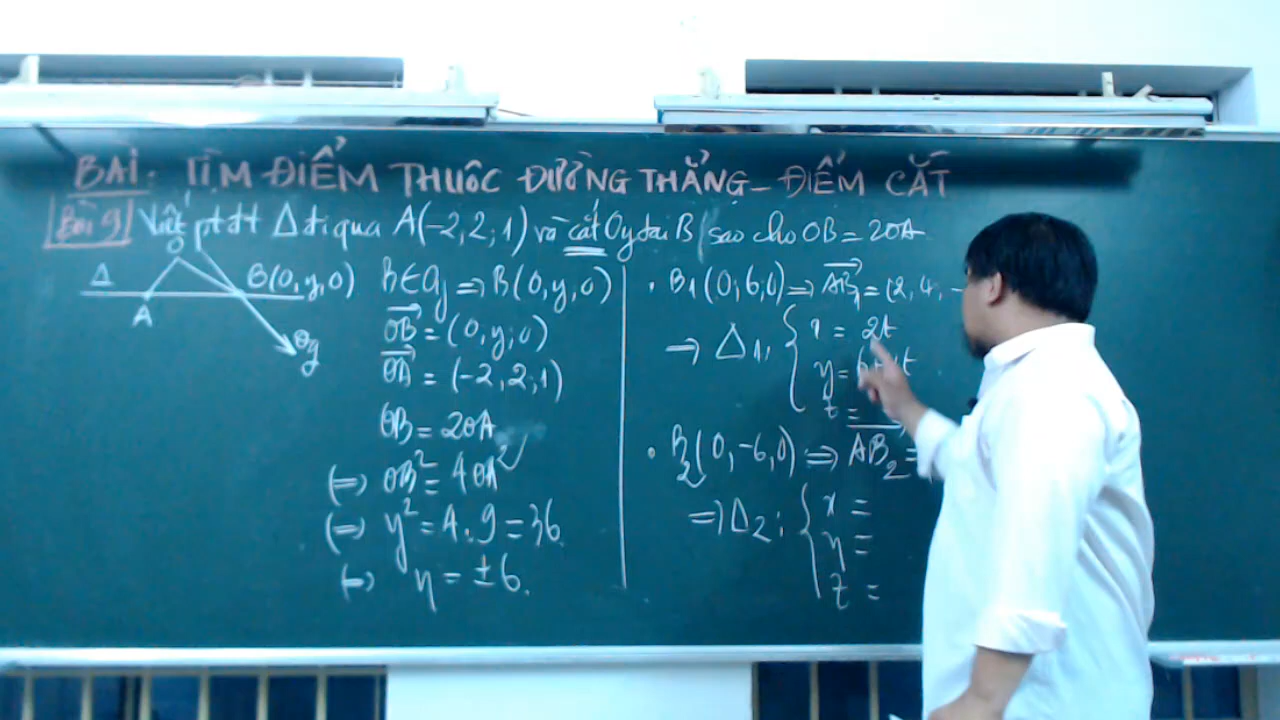 BÀI: TÌM ĐIỂM THUỘC ĐƯỜNG THẲNG - ĐIỂM CẮT
Bài 9 Viết ptđt Δ đi qua A(-2,2,1) và cắt Oy tại B sao cho OB = 2OA
O
Δ
B(0,y,0)
A
Oy
B∈Oy => B(0,y,0)
OB = (0,y,0)
OA = (-2,2,1)
OB = 2OA
<=> OB² = 4OA²
<=> y² = 4.9 = 36
<=> y = ±6.
• B1(0,6,0) => AB1 = (2,4,-
=> Δ1: { x = 2t
y = 6+4t
z =
• B2(0,-6,0) => AB2 =
=> Δ2: { x =
y =
z =